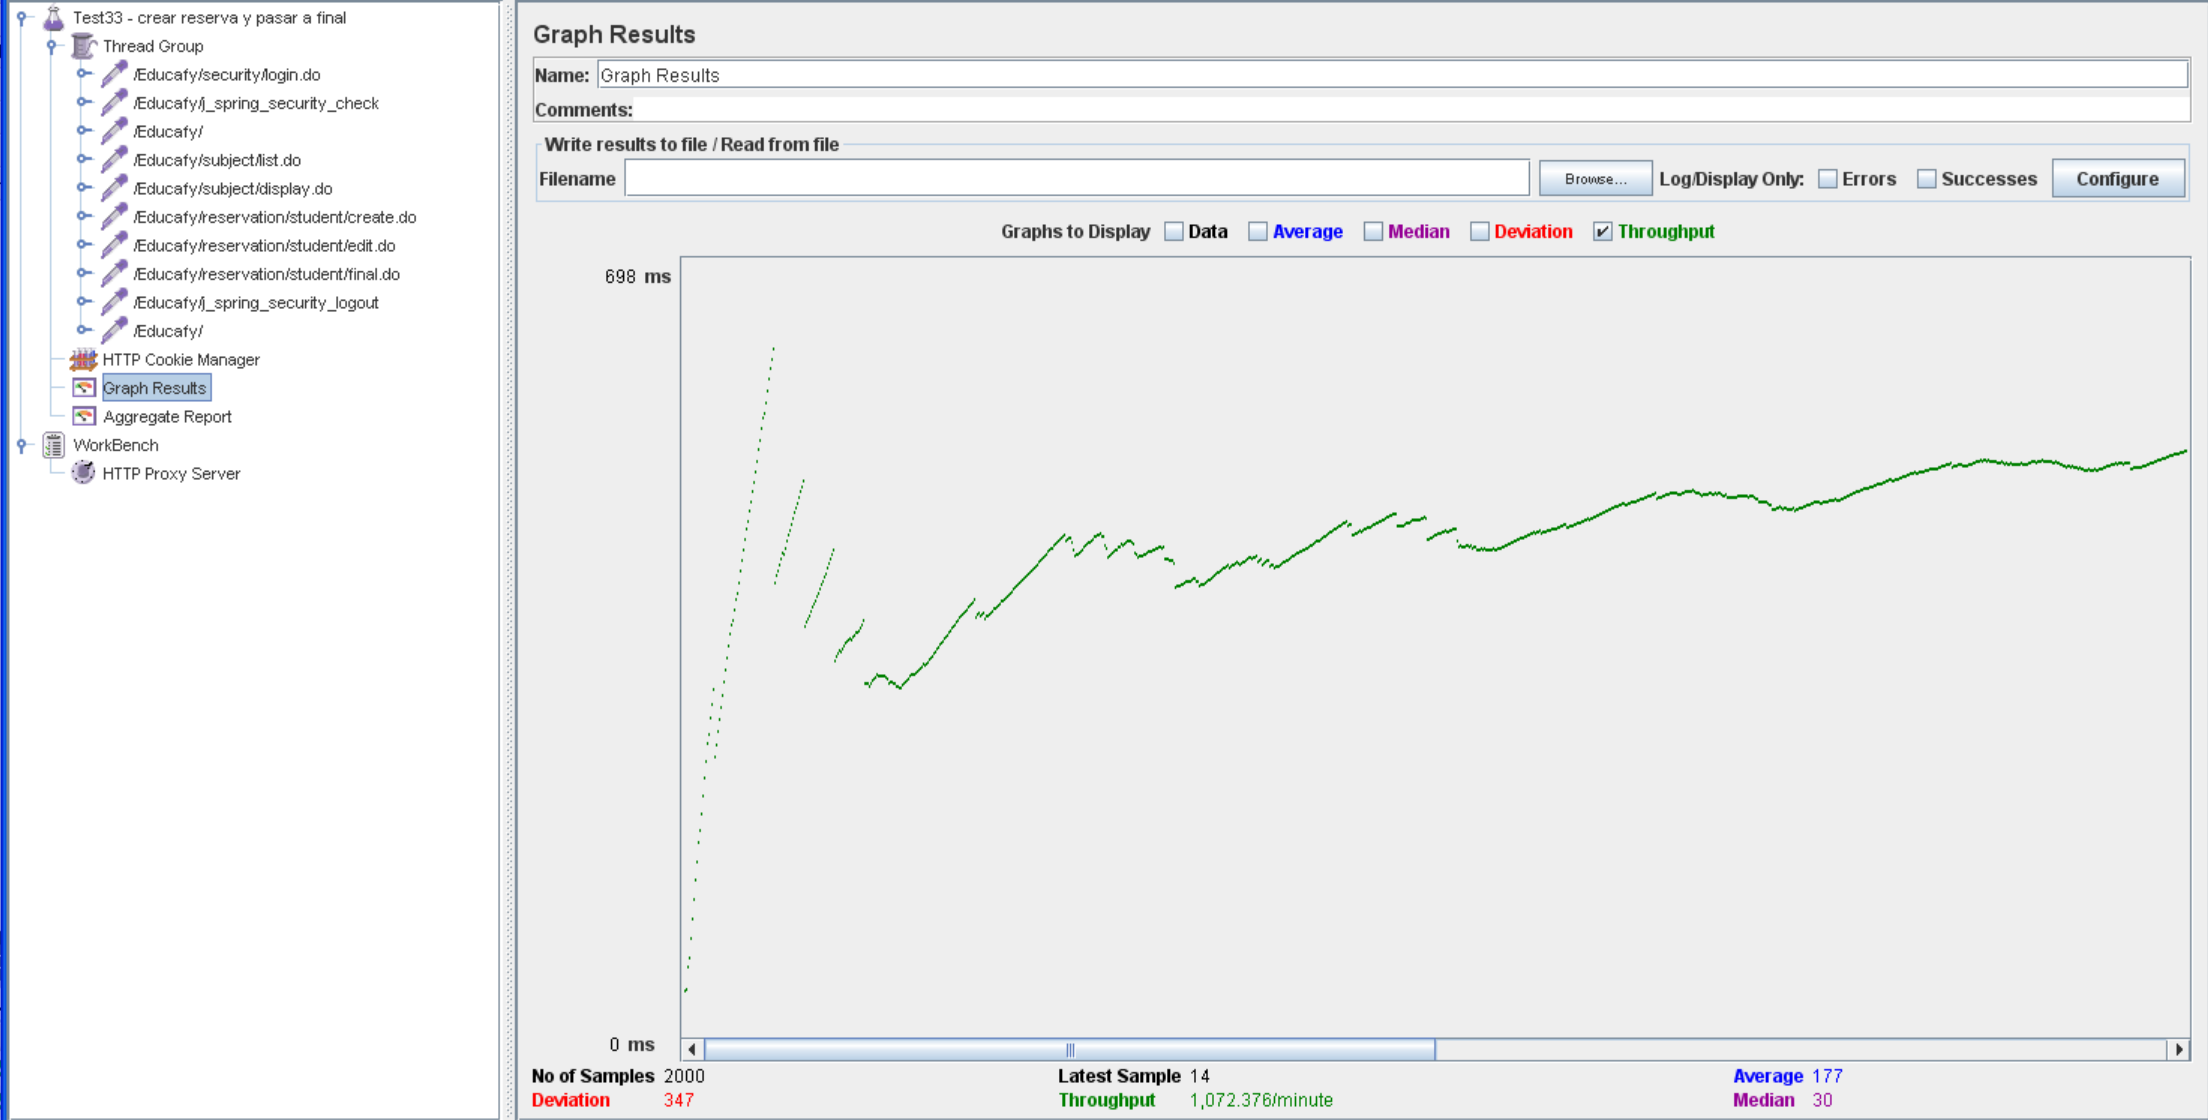 Test33 - crear reserva y pasar a final
Thread Group
/Educafy/security/login.do
/Educafy/j_spring_security_check
/Educafy/
/Educafy/subject/list.do
/Educafy/subject/display.do
/Educafy/reservation/student/create.do
/Educafy/reservation/student/edit.do
/Educafy/reservation/student/final.do
/Educafy/j_spring_security_logout
/Educafy/
HTTP Cookie Manager
Graph Results
Aggregate Report
WorkBench
HTTP Proxy Server
Graph Results
Name: Graph Results
Comments:
Write results to file / Read from file
Filename Browse... Log/Display Only: Errors Successes Configure
Graphs to Display Data Average Median Deviation Throughput
698 ms
0 ms
No of Samples 2000 Latest Sample 14 Average 177
Deviation 347 Throughput 1,072.376/minute Median 30